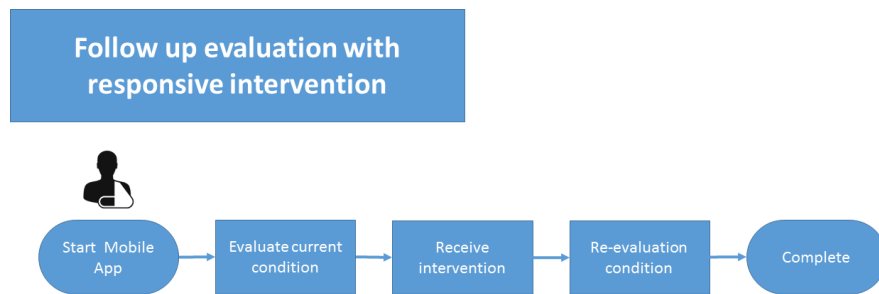 Follow up evaluation with
responsive intervention
Start Mobile
App
Evaluate current
condition
Receive
intervention
Re-evaluation
condition
Complete